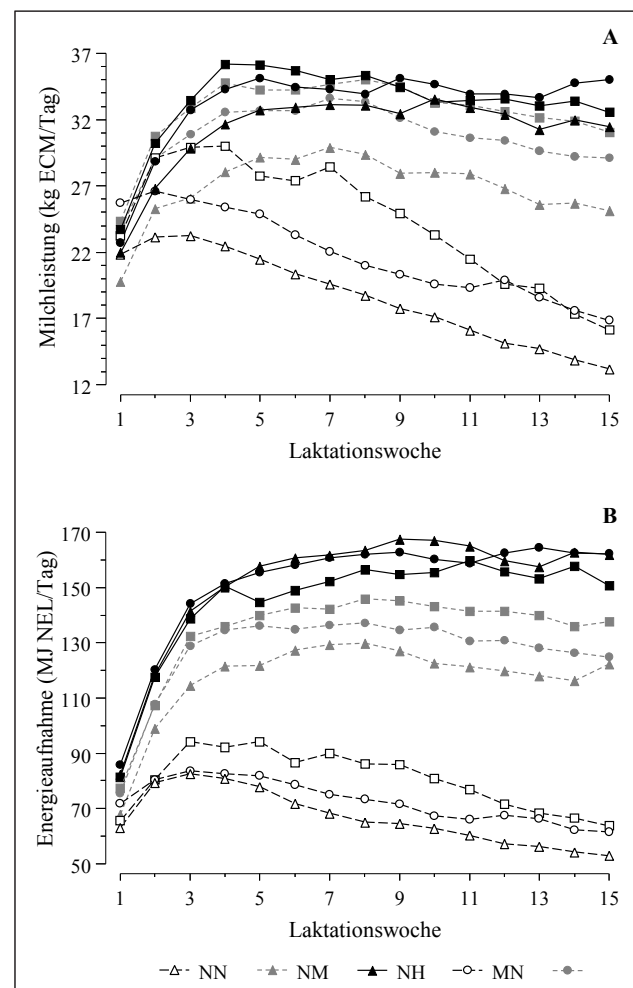 A
37
32
27
22
17
12
Milchleistung (kg ECM/Tag)
1 3 5 7 9 11 13 15
Laktationswoche
B
170
150
130
110
90
70
50
Energieaufnahme (MJ NEL/Tag)
1 3 5 7 9 11 13 15
Laktationswoche
NN NM NH MN